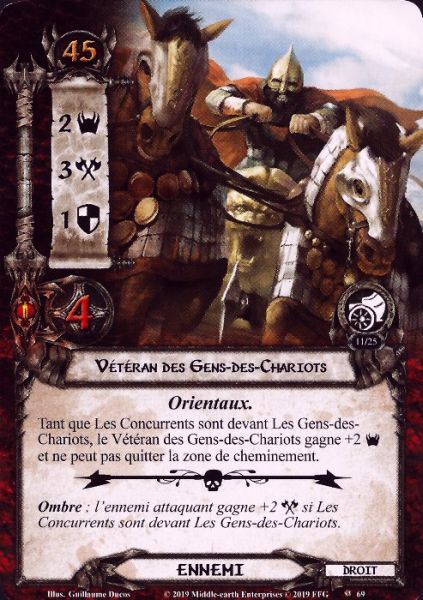 45
2
3
1
4
11/25
Vétéran des Gens-des-Chariots
Orientaux.
Tant que Les Concurrents sont devant Les Gens-des-
Chariots, le Vétéran des Gens-des-Chariots gagne +2
et ne peut pas quitter la zone de cheminement.
Ombre : l'ennemi attaquant gagne +2 si Les
Concurrents sont devant Les Gens-des-Chariots.
ENNEMI
DROIT
Illus. Guillaume Ducos © 2019 Middle-earth Enterprises © 2019 FFG 69